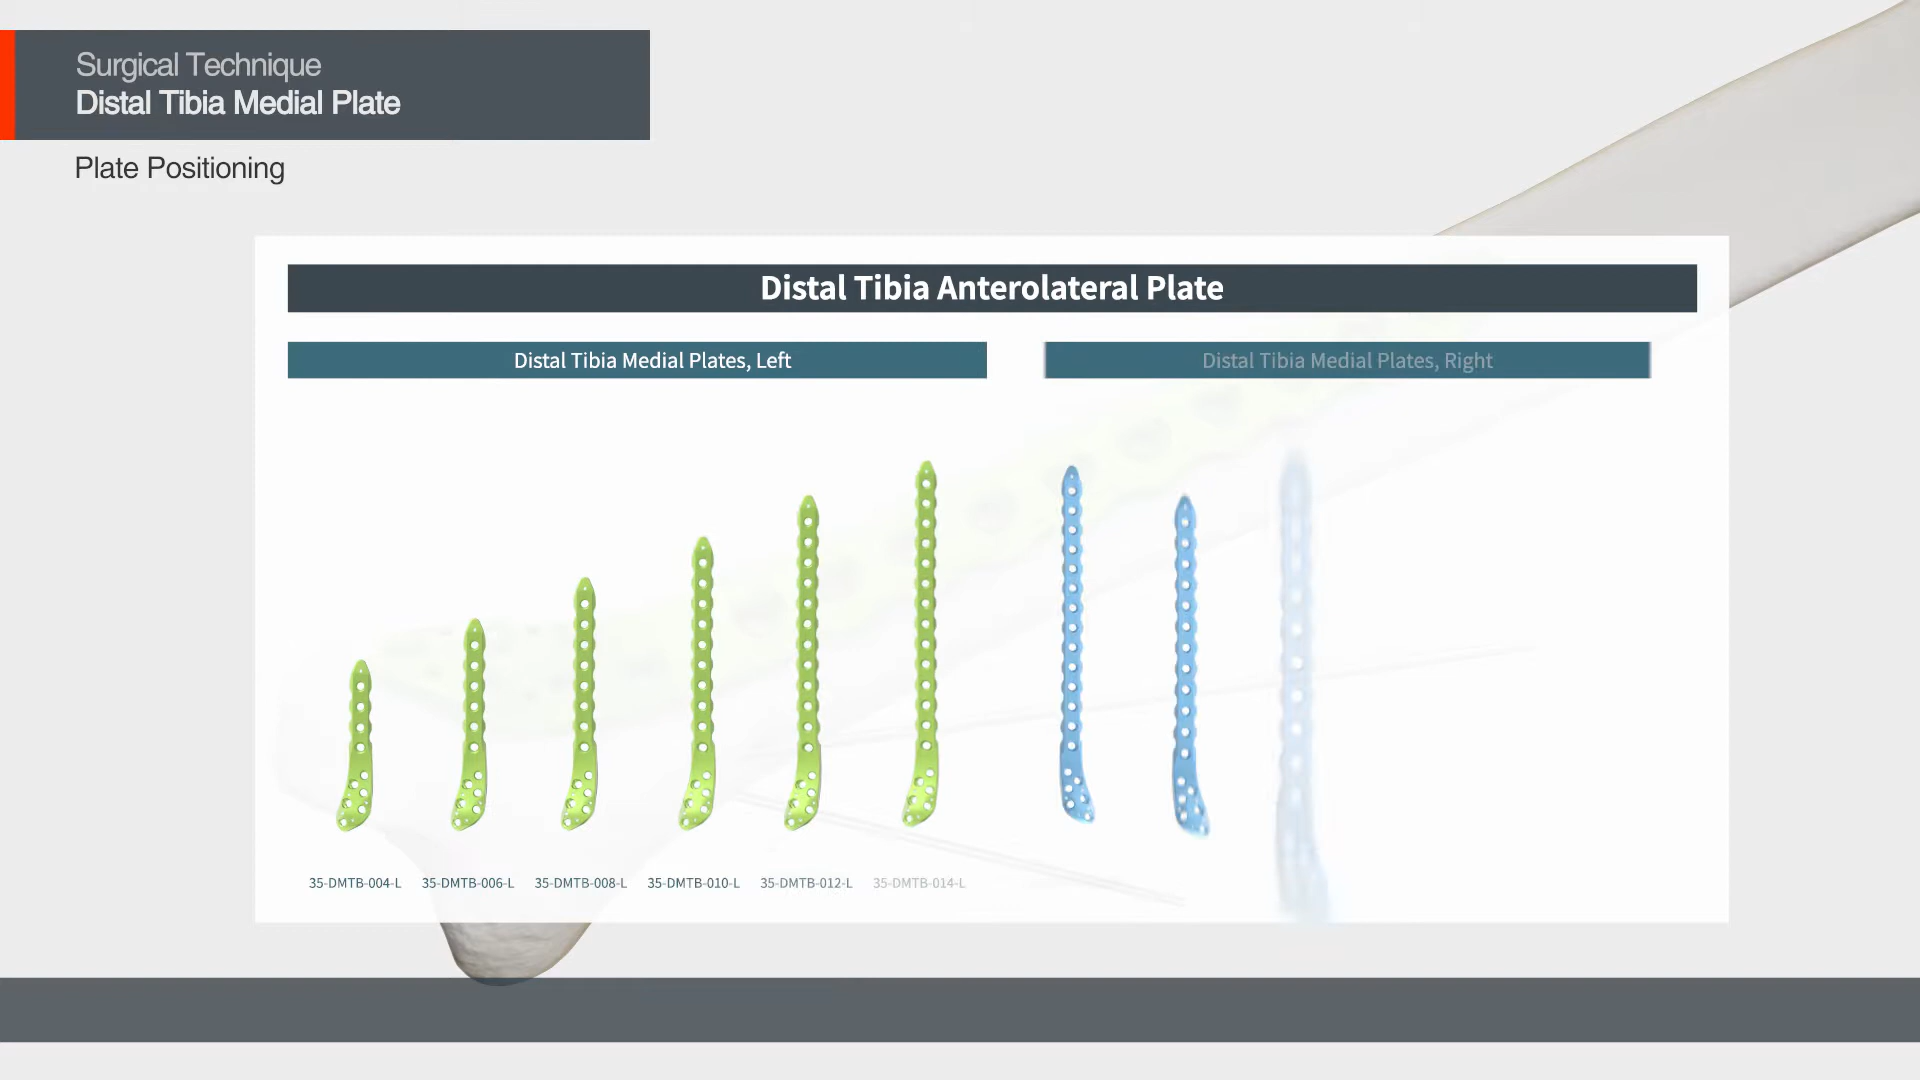 Surgical Technique
Distal Tibia Medial Plate
Plate Positioning
Distal Tibia Anterolateral Plate
Distal Tibia Medial Plates, Left
Distal Tibia Medial Plates, Right
35-DMTB-004-L 35-DMTB-006-L 35-DMTB-008-L 35-DMTB-010-L 35-DMTB-012-L 35-DMTB-014-L